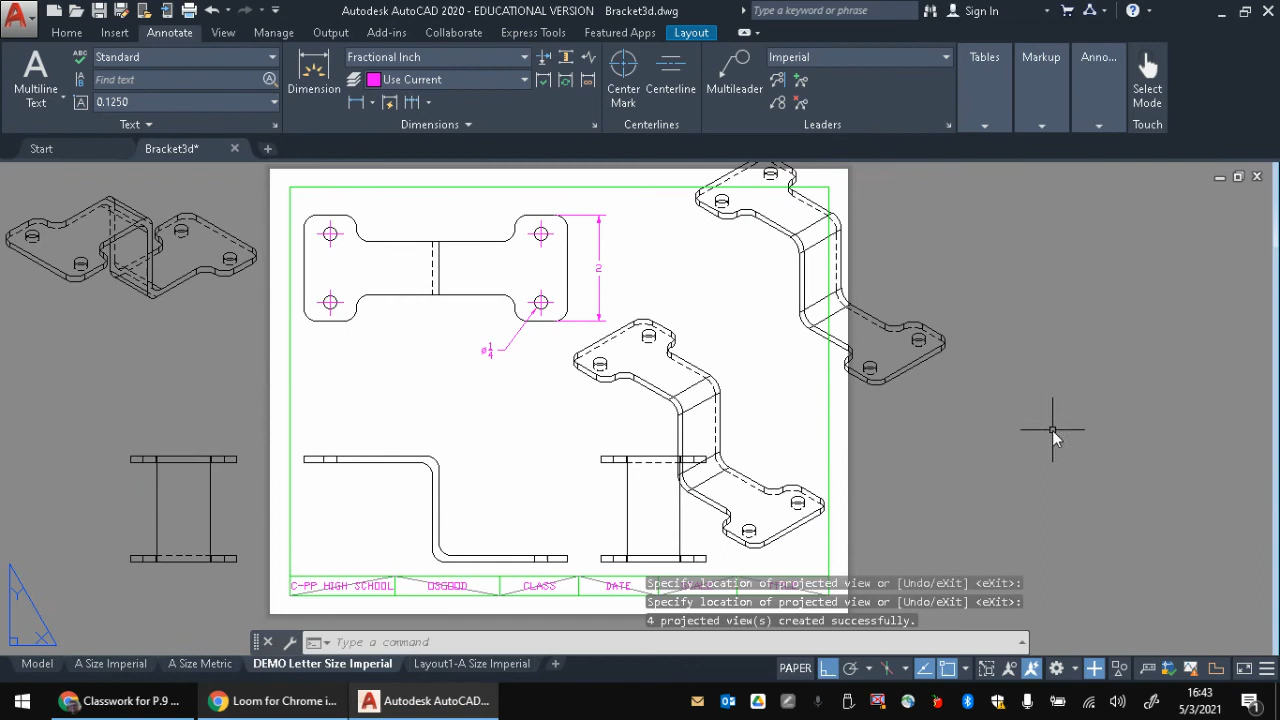 Autodesk AutoCAD 2020 - EDUCATIONAL VERSION Bracket3d.dwg
Type a keyword or phrase
Sign In
Home Insert Annotate View Manage Output Add-ins Collaborate Express Tools Featured Apps Layout
Standard
Find text
0.1250
Multiline Text
Text
Dimension
Fractional Inch
Use Current
Dimensions
Center Mark
Centerline
Centerlines
Multileader
Imperial
Leaders
Tables
Markup
Anno...
Select Mode
Touch
Start
Bracket3d*
2
ø1/4
C-PP HIGH SCHOOL
CLASS
DATE
Specify location of projected view or [Undo/eXit] <eXit>:
Specify location of projected view or [Undo/eXit] <eXit>:
4 projected view(s) created successfully.
Y
X
Type a command
Model A Size Imperial A Size Metric DEMO Letter Size Imperial Layout1-A Size Imperial
PAPER
Classwork for P.9 ...
Loom for Chrome i...
Autodesk AutoCAD...
16:43
5/3/2021